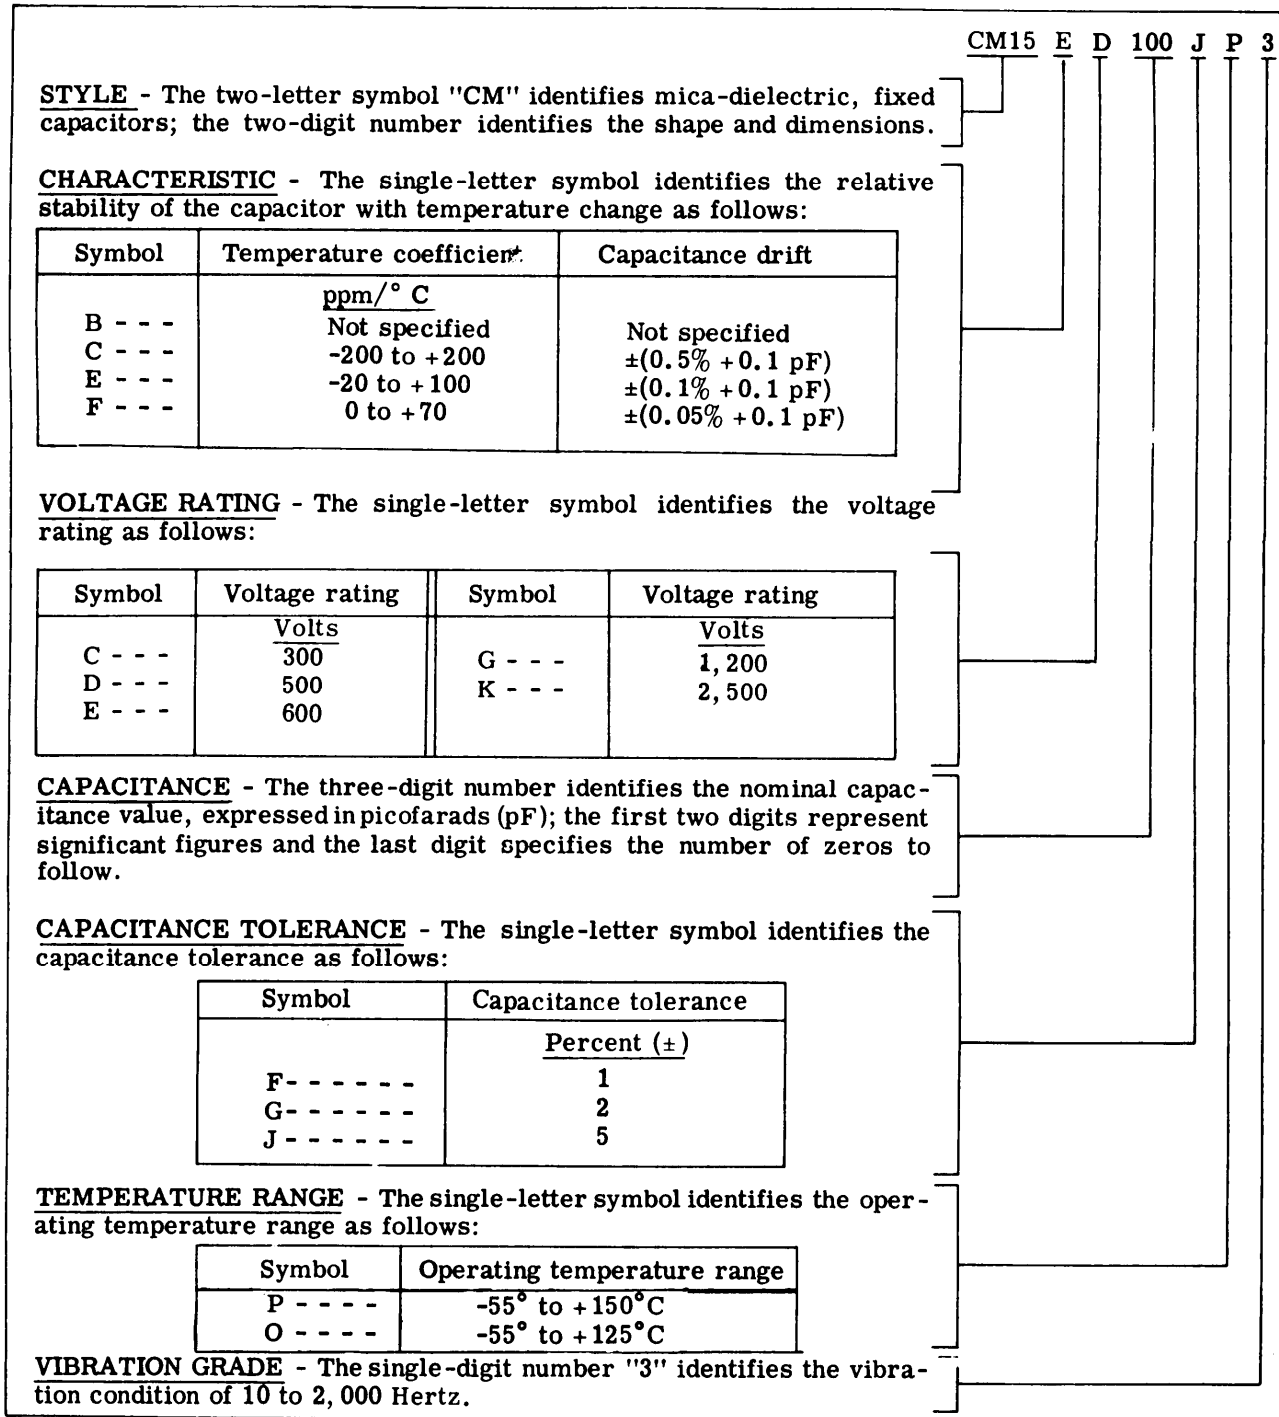 CM15 E D 100 J P 3
STYLE - The two-letter symbol "CM" identifies mica-dielectric, fixed
capacitors; the two-digit number identifies the shape and dimensions.
CHARACTERISTIC - The single-letter symbol identifies the relative
stability of the capacitor with temperature change as follows:
Symbol Temperature coefficient Capacitance drift
ppm/° C
B - - - Not specified Not specified
C - - - -200 to +200 ±(0.5% +0.1 pF)
E - - - -20 to +100 ±(0.1% +0.1 pF)
F - - - 0 to +70 ±(0.05% +0.1 pF)
VOLTAGE RATING - The single-letter symbol identifies the voltage
rating as follows:
Symbol Voltage rating Symbol Voltage rating
Volts Volts
C - - - 300 G - - - 1,200
D - - - 500 K - - - 2,500
E - - - 600
CAPACITANCE - The three-digit number identifies the nominal capac-
itance value, expressed in picofarads (pF); the first two digits represent
significant figures and the last digit specifies the number of zeros to
follow.
CAPACITANCE TOLERANCE - The single-letter symbol identifies the
capacitance tolerance as follows:
Symbol Capacitance tolerance
Percent (±)
F- - - - - - 1
G- - - - - - 2
J - - - - - - 5
TEMPERATURE RANGE - The single-letter symbol identifies the oper-
ating temperature range as follows:
Symbol Operating temperature range
P - - - - -55° to +150°C
O - - - - -55° to +125°C
VIBRATION GRADE - The single-digit number "3" identifies the vibra-
tion condition of 10 to 2,000 Hertz.